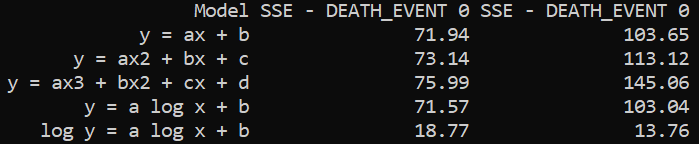 Model SSE - DEATH_EVENT 0 SSE - DEATH_EVENT 0
y = ax + b 71.94 103.65
y = ax2 + bx + c 73.14 113.12
y = ax3 + bx2 + cx + d 75.99 145.06
y = a log x + b 71.57 103.04
log y = a log x + b 18.77 13.76